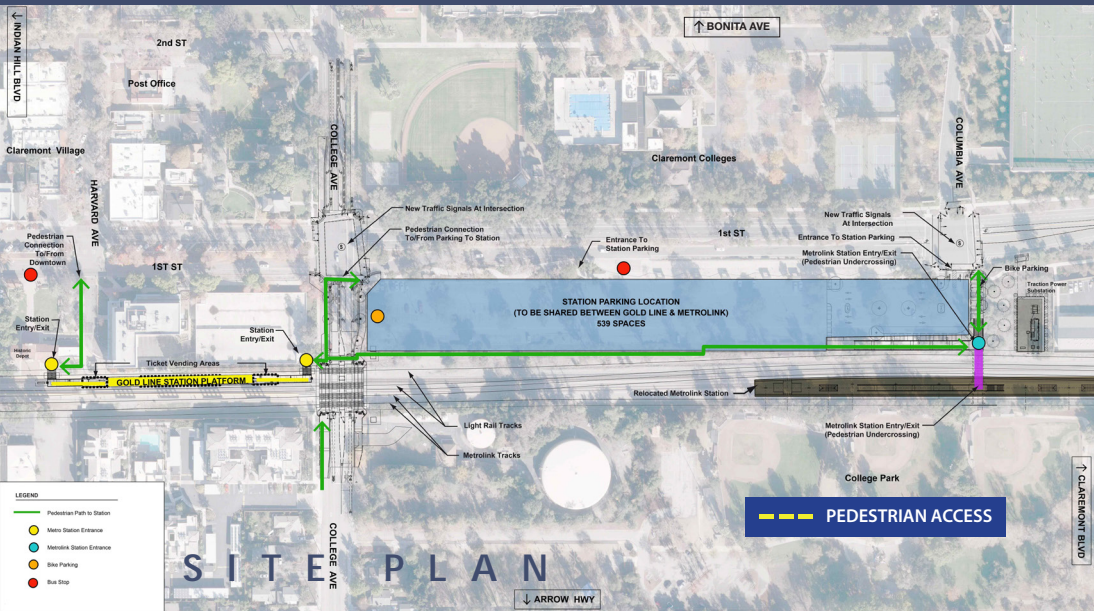 ← INDIAN HILL BLVD
↑ BONITA AVE
2nd ST
Post Office
Claremont Village
COLLEGE AVE
COLUMBIA AVE
Claremont Colleges
HARVARD AVE
New Traffic Signals At Intersection
Pedestrian Connection
To/From Parking To Station
Pedestrian
Connection
To/From
Downtown
1ST ST
Entrance To
Station Parking
1st ST
New Traffic Signals
At Intersection
Entrance To Station Parking
Metrolink Station Entry/Exit
(Pedestrian Undercrossing)
Bike Parking
Traction Power
Substation
S
S
STATION PARKING LOCATION
(TO BE SHARED BETWEEN GOLD LINE & METROLINK)
539 SPACES
Station
Entry/Exit
Station
Entry/Exit
Historic
Depot
Ticket Vending Areas
GOLD LINE STATION PLATFORM
Relocated Metrolink Station
Light Rail Tracks
Metrolink Tracks
Metrolink Station Entry/Exit
(Pedestrian Undercrossing)
College Park
→ CLAREMONT BLVD
PEDESTRIAN ACCESS
LEGEND
Pedestrian Path to Station
Metro Station Entrance
Metrolink Station Entrance
Bike Parking
Bus Stop
COLLEGE AVE
SITE PLAN
↓ ARROW HWY